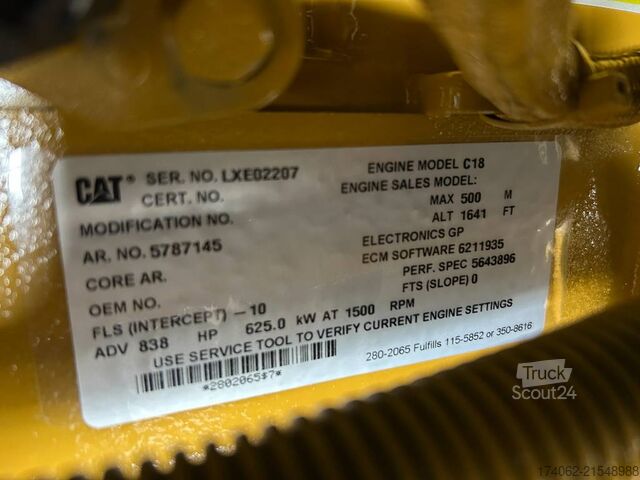 CAT® SER. NO. LXE02207 ENGINE MODEL C18
CERT. NO. ENGINE SALES MODEL:
MODIFICATION NO. MAX 500 M
ALT 1641 FT
AR. NO. 5787145 ELECTRONICS GP
ECM SOFTWARE 6211935
CORE AR. PERF. SPEC 5643896
OEM NO. FTS (SLOPE) 0
FLS (INTERCEPT) -10
ADV 838 HP 625.0 kW AT 1500 RPM
USE SERVICE TOOL TO VERIFY CURRENT ENGINE SETTINGS
*2802065$7* 280-2065 Fulfills 115-5852 or 350-8616
Truck
Scout24
174062-21548988